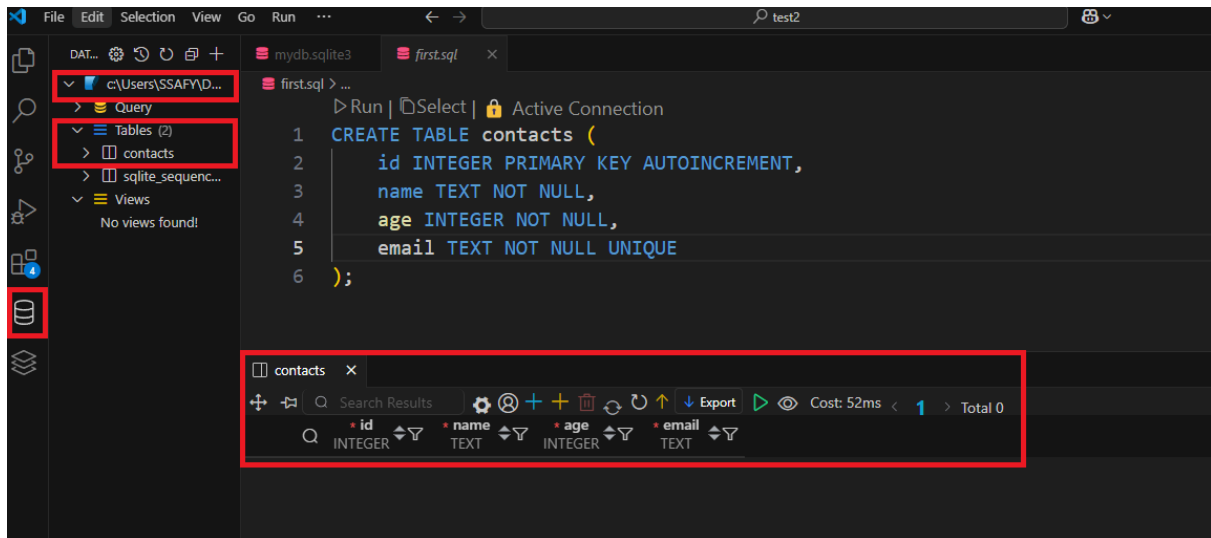 File Edit Selection View Go Run ··· ← → test2
DAT...
mydb.sqlite3 first.sql ×
c:\Users\SSAFY\D...
first.sql > ...
Query
Run | Select | Active Connection
Tables (2)
contacts
sqlite_sequenc...
Views
No views found!
1 CREATE TABLE contacts (
2 id INTEGER PRIMARY KEY AUTOINCREMENT,
3 name TEXT NOT NULL,
4 age INTEGER NOT NULL,
5 email TEXT NOT NULL UNIQUE
6 );
4
contacts ×
Search Results Export Cost: 52ms < 1 > Total 0
* id * name * age * email
INTEGER TEXT INTEGER TEXT